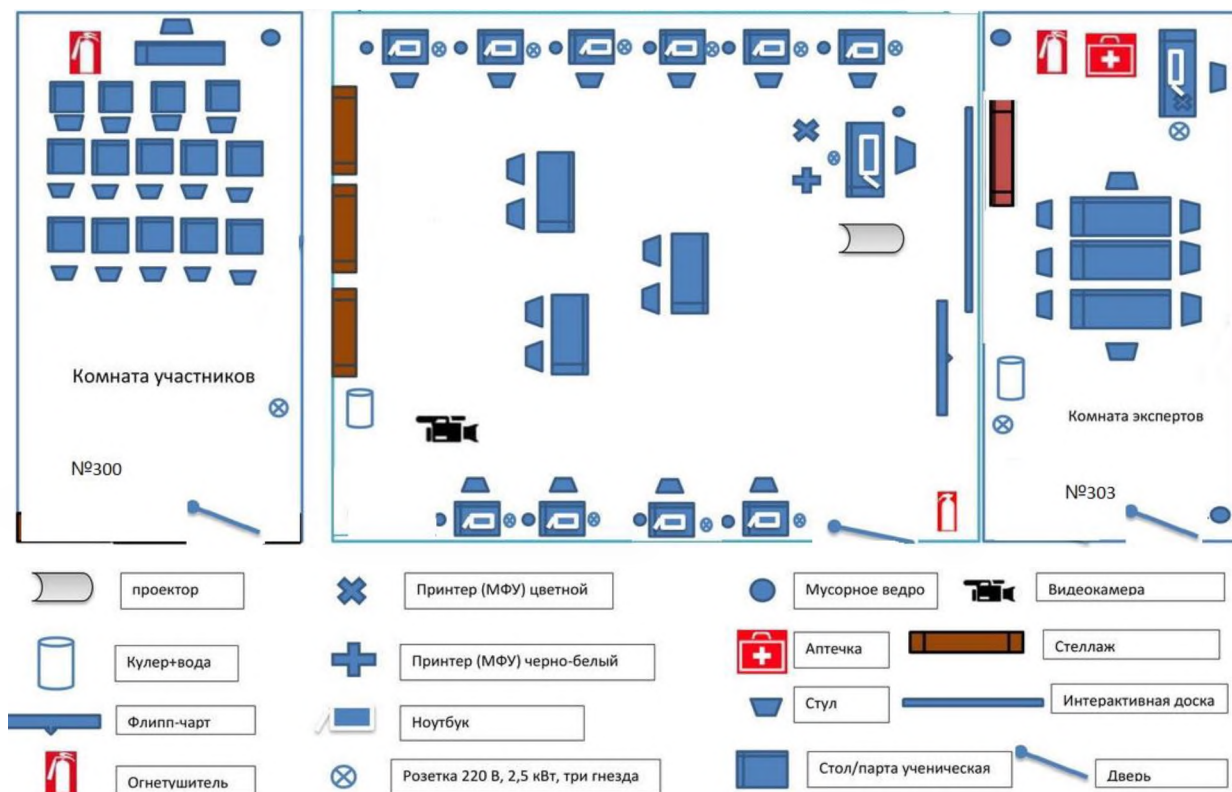 Комната участников
№300
Комната экспертов
№303
проектор
Принтер (МФУ) цветной
Мусорное ведро
Видеокамера
Кулер+вода
Принтер (МФУ) черно-белый
Аптечка
Стеллаж
Флипп-чарт
Ноутбук
Стул
Интерактивная доска
Огнетушитель
Розетка 220 В, 2,5 кВт, три гнезда
Стол/парта ученическая
Дверь